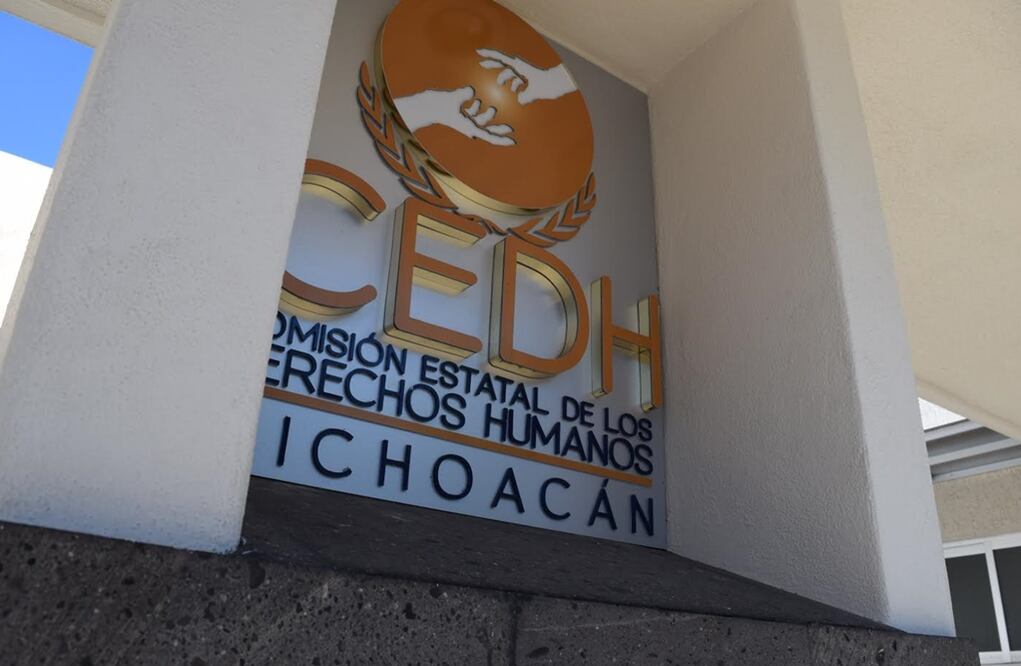 CEDH
OMISIÓN ESTATAL DE LOS
ERECHOS HUMANOS
ICHOACÁN